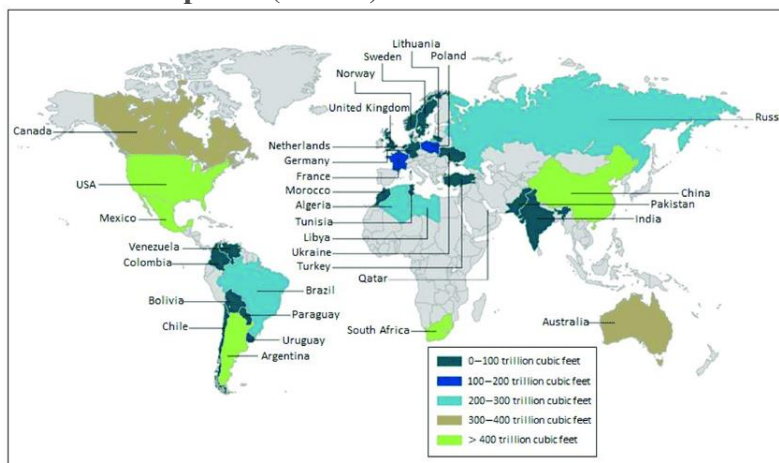 Lithuania
Sweden
Poland
Norway
United Kingdom
Russ
Canada
Netherlands
Germany
USA
France
China
Morocco
Pakistan
Algeria
India
Mexico
Tunisia
Libya
Venezuela
Ukraine
Colombia
Turkey
Qatar
Brazil
Bolivia
Paraguay
Chile
South Africa
Australia
Uruguay
Argentina
0–100 trillion cubic feet
100–200 trillion cubic feet
200–300 trillion cubic feet
300–400 trillion cubic feet
> 400 trillion cubic feet